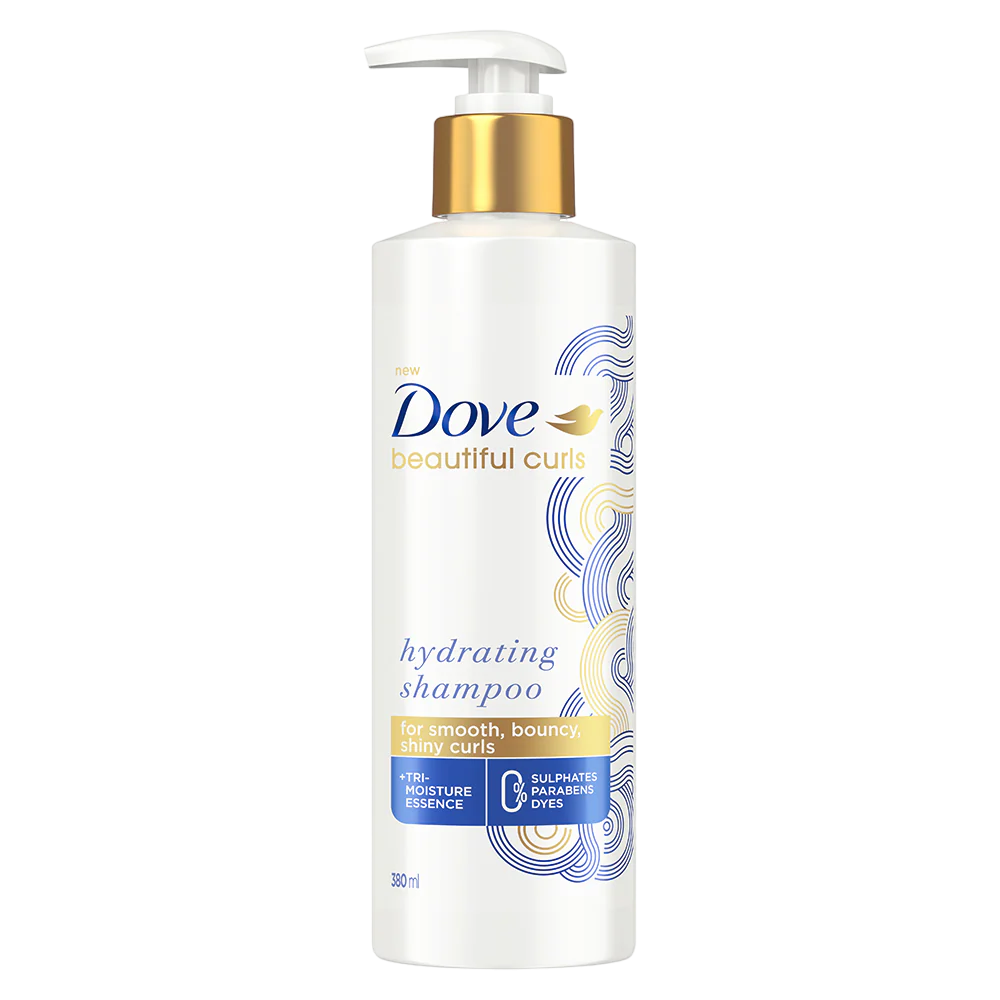 new
Dove
beautiful curls
hydrating
shampoo
for smooth, bouncy,
shiny curls
+TRI-
MOISTURE
ESSENCE
0%
SULPHATES
PARABENS
DYES
380 ml